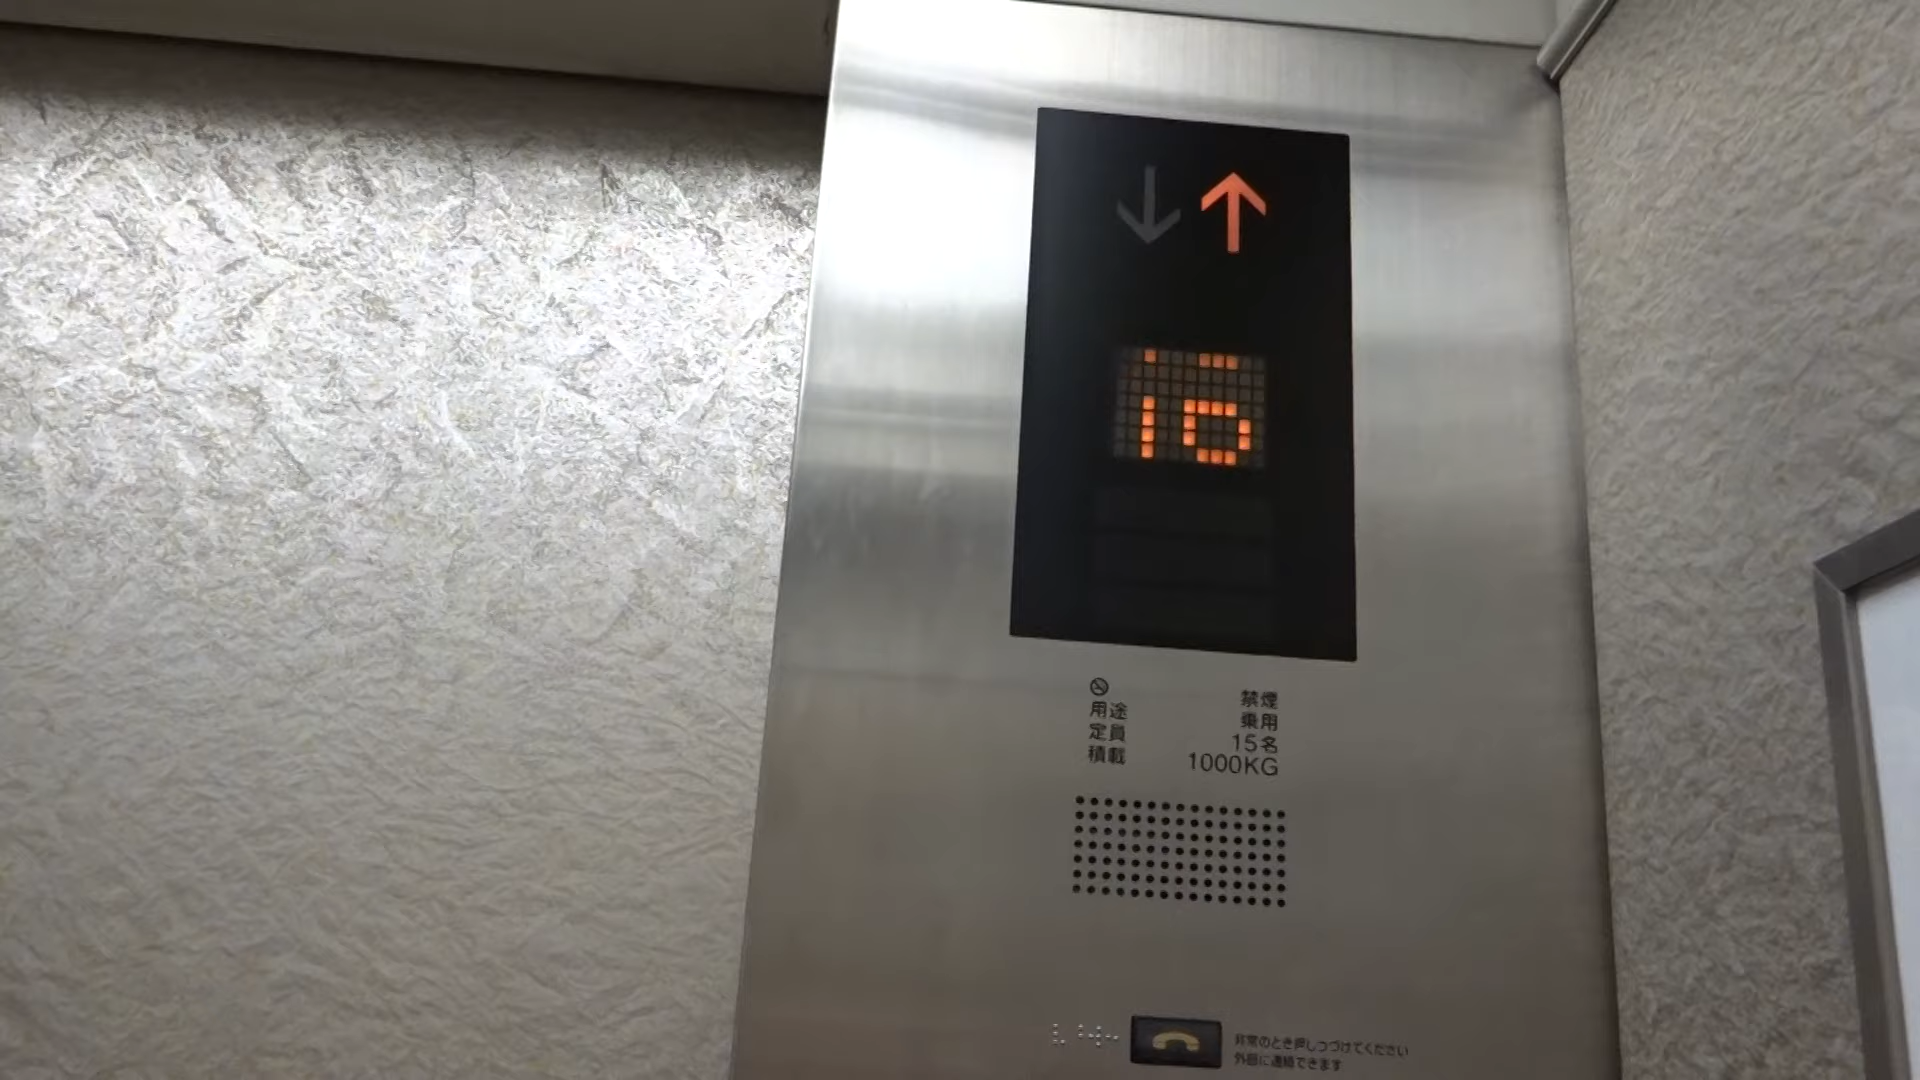 禁煙
用途 乗用
定員 15名
積載 1000KG
非常のとき押しつづけてください
外部に連絡できます